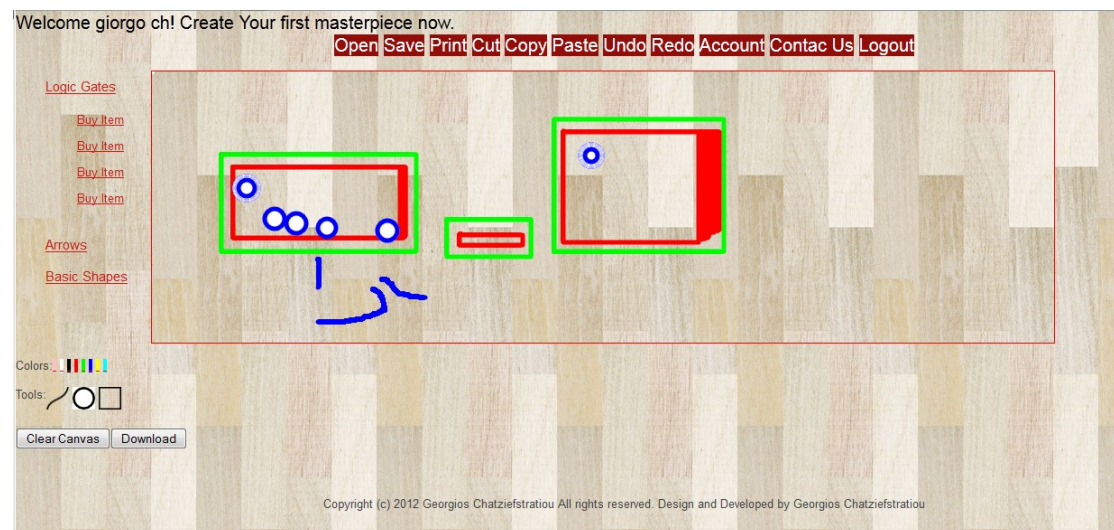 Welcome giorgo ch! Create Your first masterpiece now.
Open Save Print Cut Copy Paste Undo Redo Account Contac Us Logout
Logic Gates
Buy Item
Buy Item
Buy Item
Buy Item
Arrows
Basic Shapes
Colors:
Tools:
Clear Canvas Download
Copyright (c) 2012 Georgios Chatziefstratiou All rights reserved. Design and Developed by Georgios Chatziefstratiou